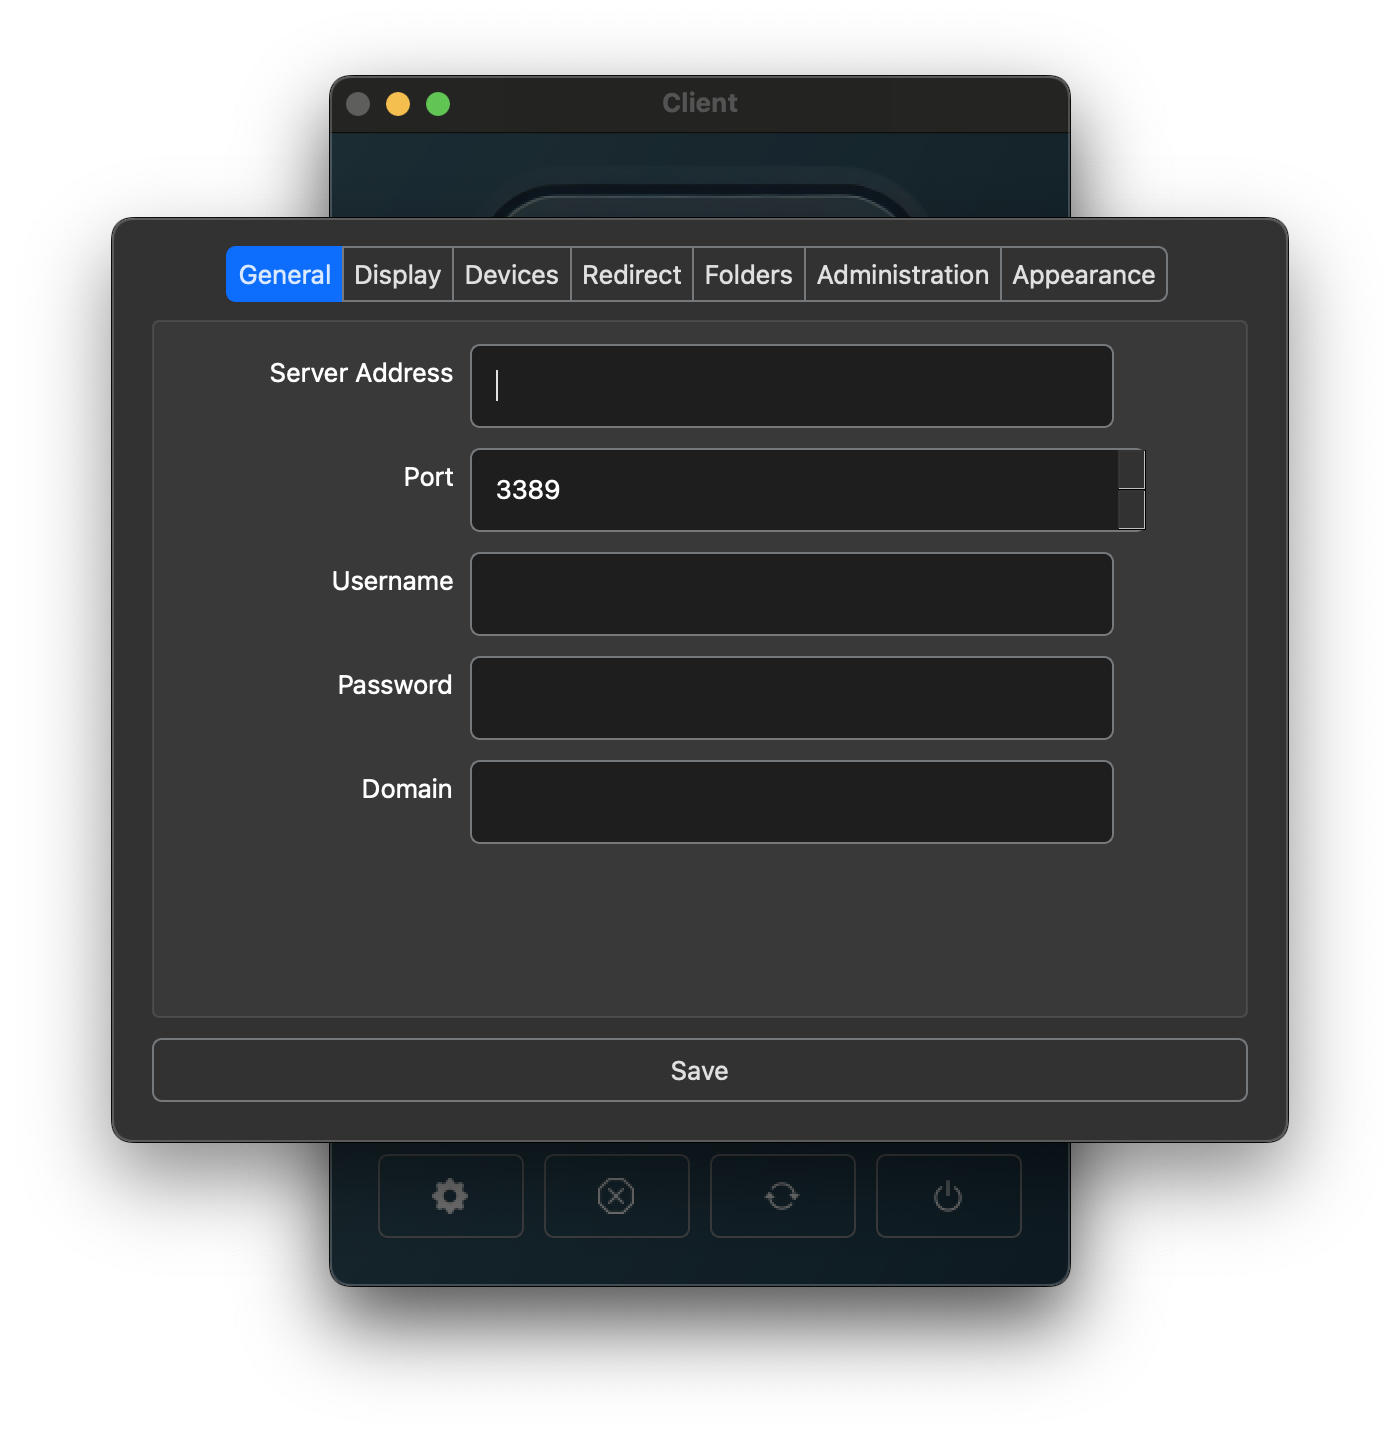 Client
General Display Devices Redirect Folders Administration Appearance
Server Address
Port 3389
Username
Password
Domain
Save